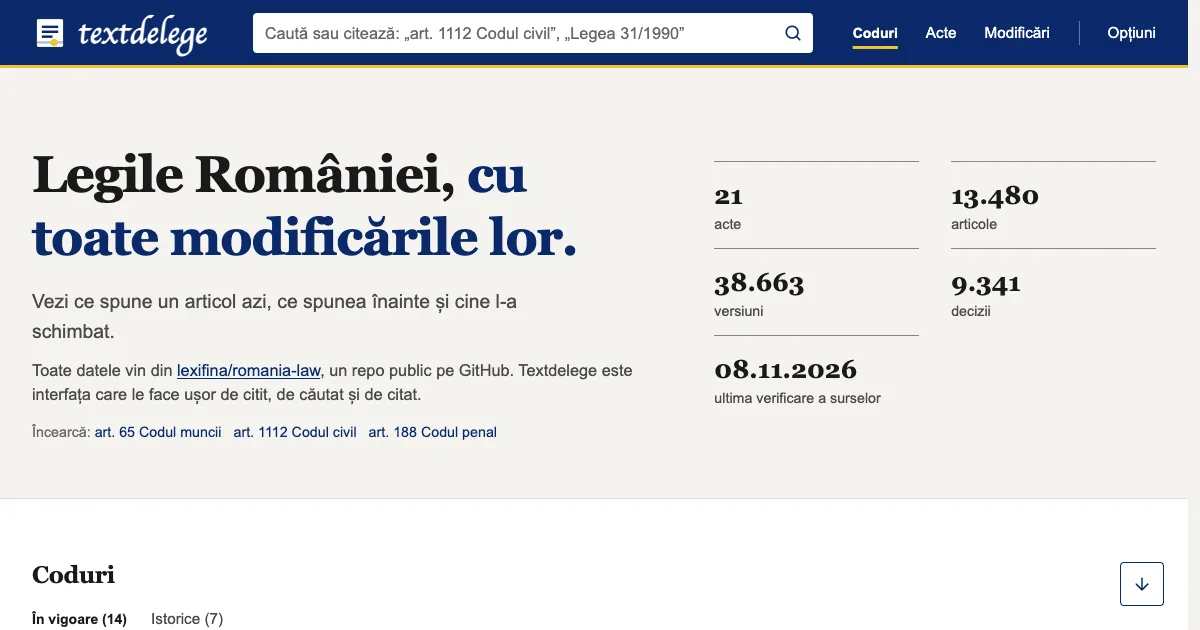 textdelege
Caută sau citează: „art. 1112 Codul civil”, „Legea 31/1990”
Coduri
Acte
Modificări
Opțiuni
Legile României, cu
toate modificările lor.
Vezi ce spune un articol azi, ce spunea înainte și cine l-a
schimbat.
Toate datele vin din lexifina/romania-law, un repo public pe GitHub. Textdelege este
interfața care le face ușor de citit, de căutat și de citat.
Încearcă: art. 65 Codul muncii art. 1112 Codul civil art. 188 Codul penal
21
acte
13.480
articole
38.663
versiuni
9.341
decizii
08.11.2026
ultima verificare a surselor
Coduri
În vigoare (14) Istorice (7)